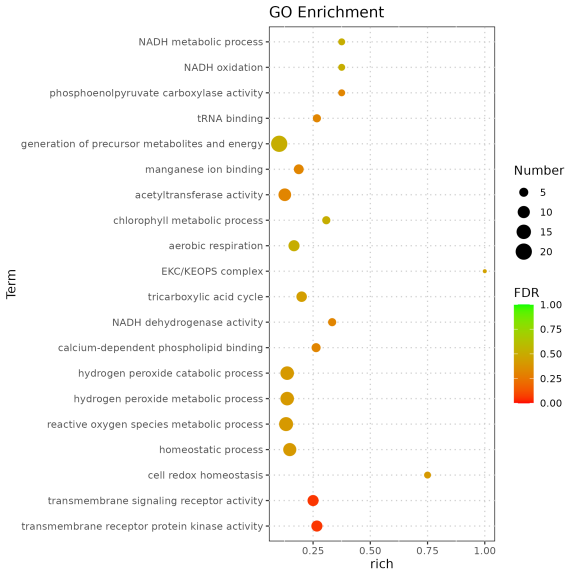 GO Enrichment
Term
NADH metabolic process
NADH oxidation
phosphoenolpyruvate carboxylase activity
tRNA binding
generation of precursor metabolites and energy
manganese ion binding
acetyltransferase activity
chlorophyll metabolic process
aerobic respiration
EKC/KEOPS complex
tricarboxylic acid cycle
NADH dehydrogenase activity
calcium-dependent phospholipid binding
hydrogen peroxide catabolic process
hydrogen peroxide metabolic process
reactive oxygen species metabolic process
homeostatic process
cell redox homeostasis
transmembrane signaling receptor activity
transmembrane receptor protein kinase activity
0.25 0.50 0.75 1.00
rich
Number
5
10
15
20
FDR
1.00
0.75
0.50
0.25
0.00